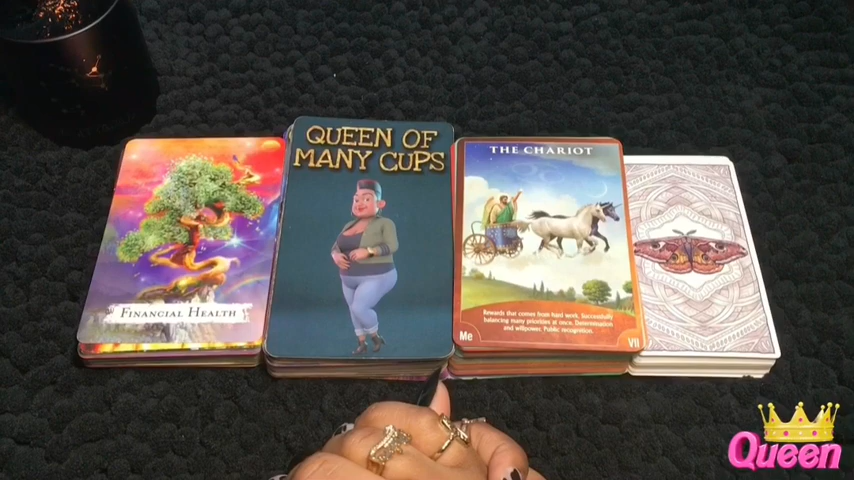 FINANCIAL HEALTH
QUEEN OF
MANY CUPS
THE CHARIOT
Rewards that comes from hard work. Successfully
balancing many priorities at once. Determination
and willpower. Public recognition.
Me
VII
Queen